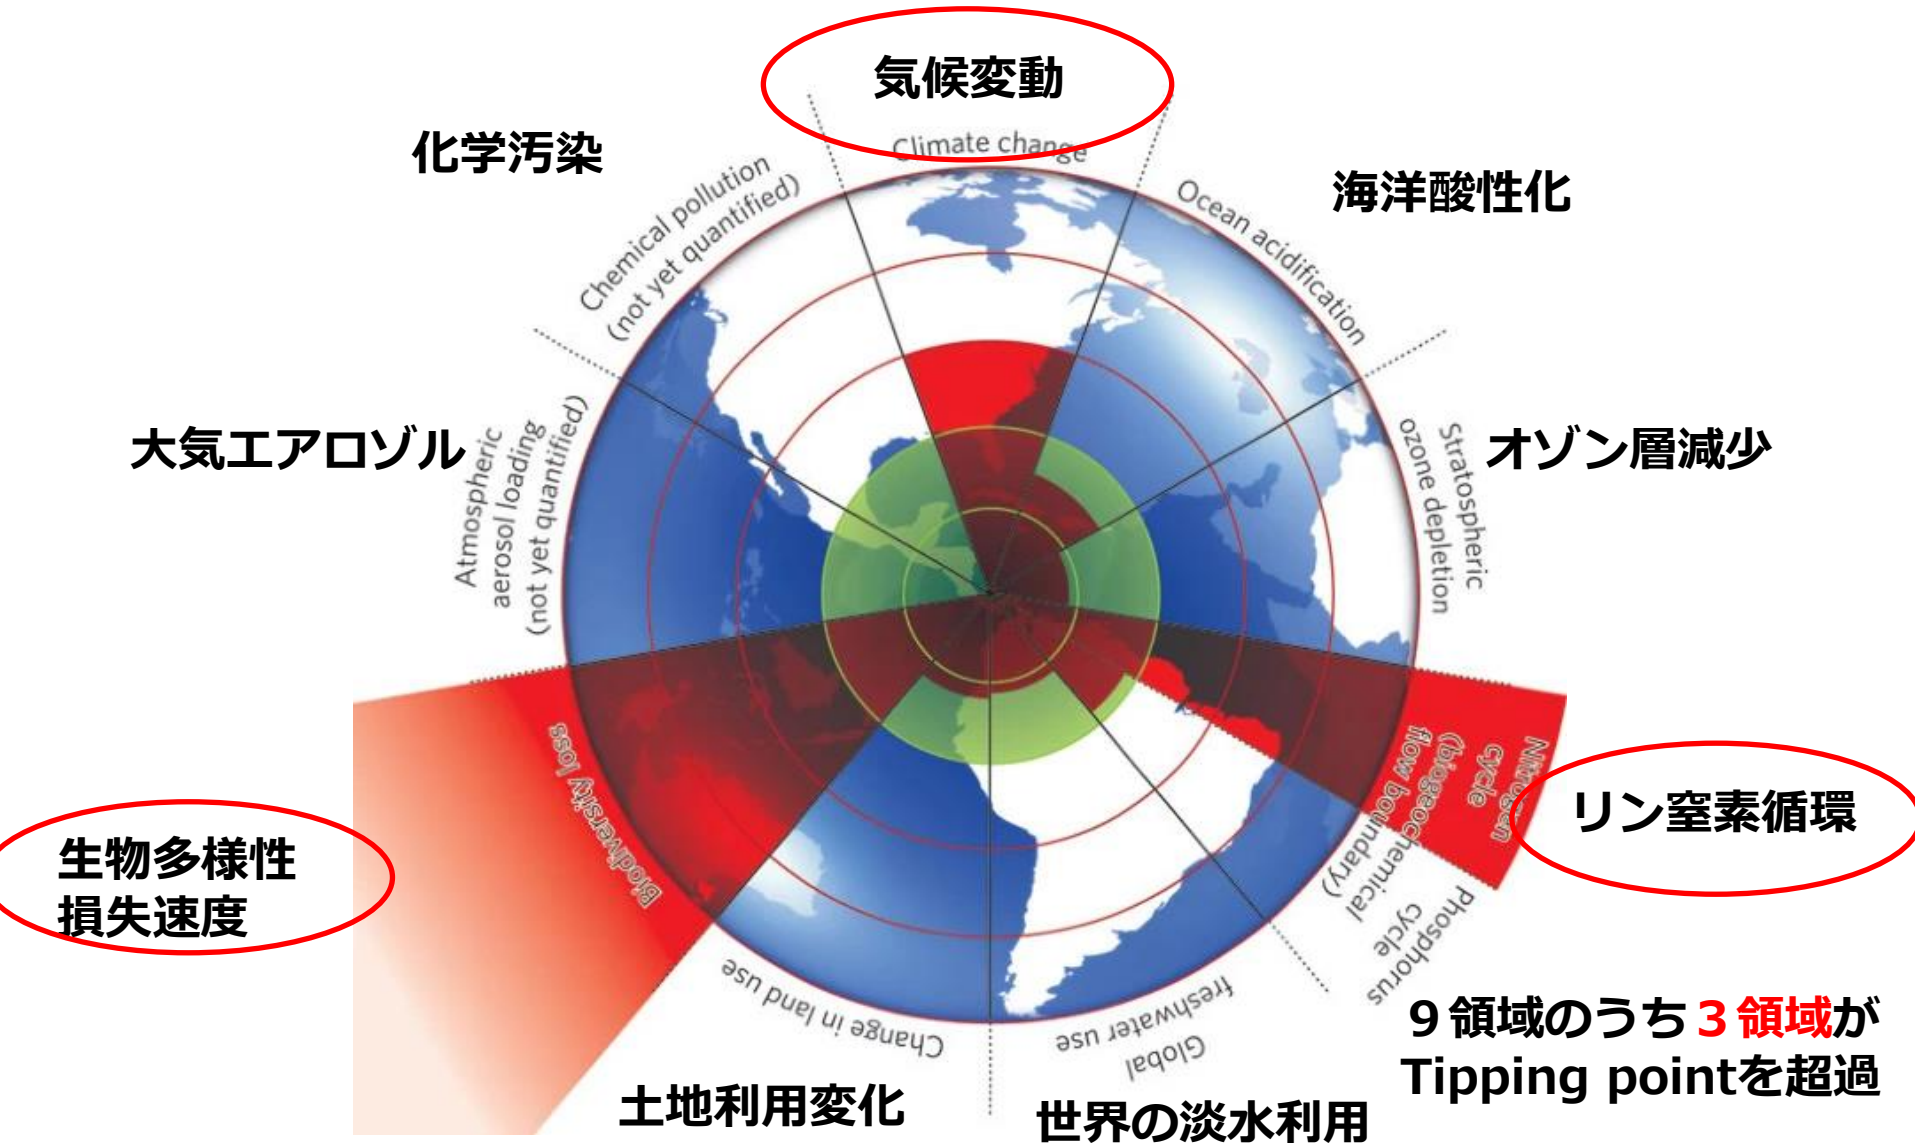 気候変動
Climate change
化学汚染
Chemical pollution
(not yet quantified)
海洋酸性化
Ocean acidification
大気エアロゾル
Atmospheric
aerosol loading
(not yet quantified)
オゾン層減少
Stratospheric
ozone depletion
生物多様性
損失速度
Biodiversity loss
リン窒素循環
Nitrogen
cycle
(biogeochemical
flow boundary)
Phosphorus
cycle
Change in land use
土地利用変化
Global
freshwater use
世界の淡水利用
９領域のうち３領域が
Tipping pointを超過